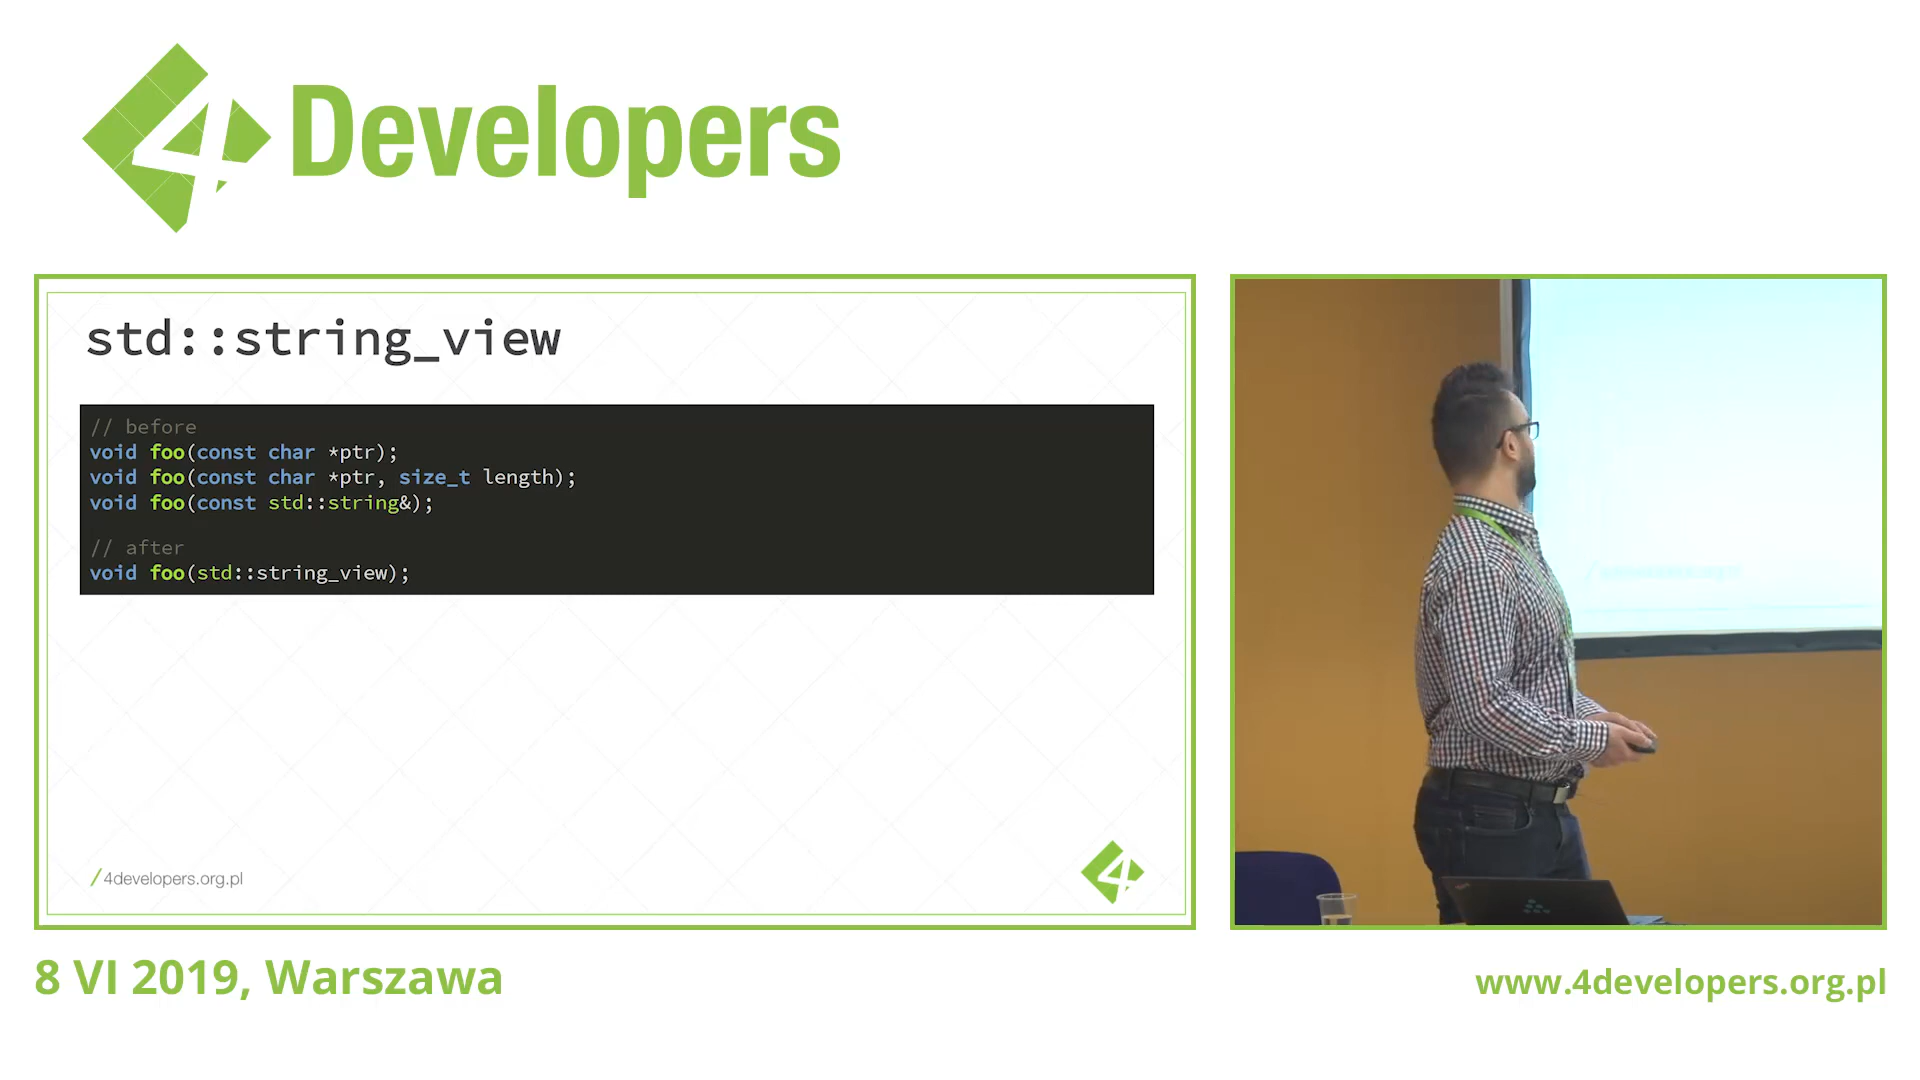 4Developers
std::string_view
// before
void foo(const char *ptr);
void foo(const char *ptr, size_t length);
void foo(const std::string&);
// after
void foo(std::string_view);
/4developers.org.pl
4
8 VI 2019, Warszawa
www.4developers.org.pl